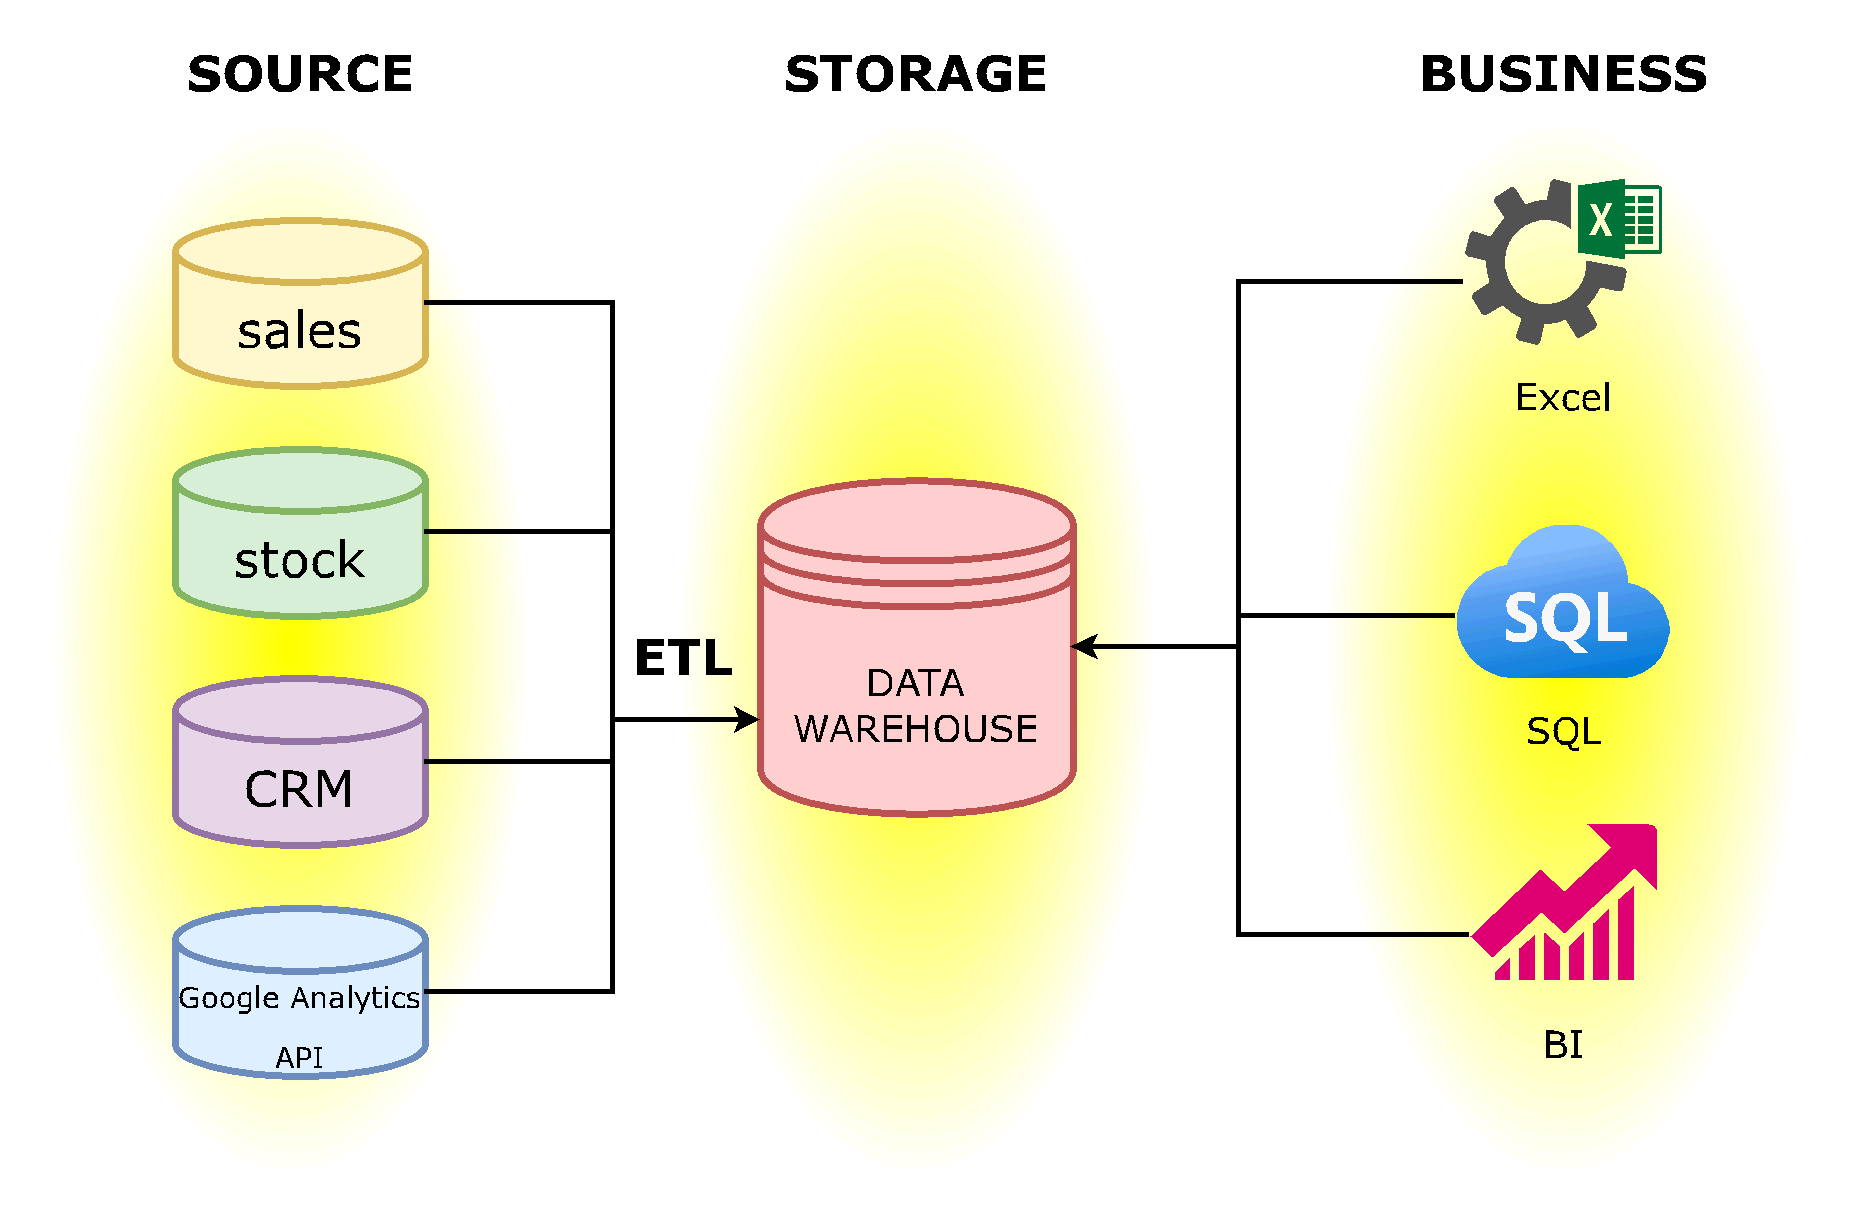 SOURCE
STORAGE
BUSINESS
sales
stock
CRM
Google Analytics
API
ETL
DATA
WAREHOUSE
X
Excel
SQL
SQL
BI